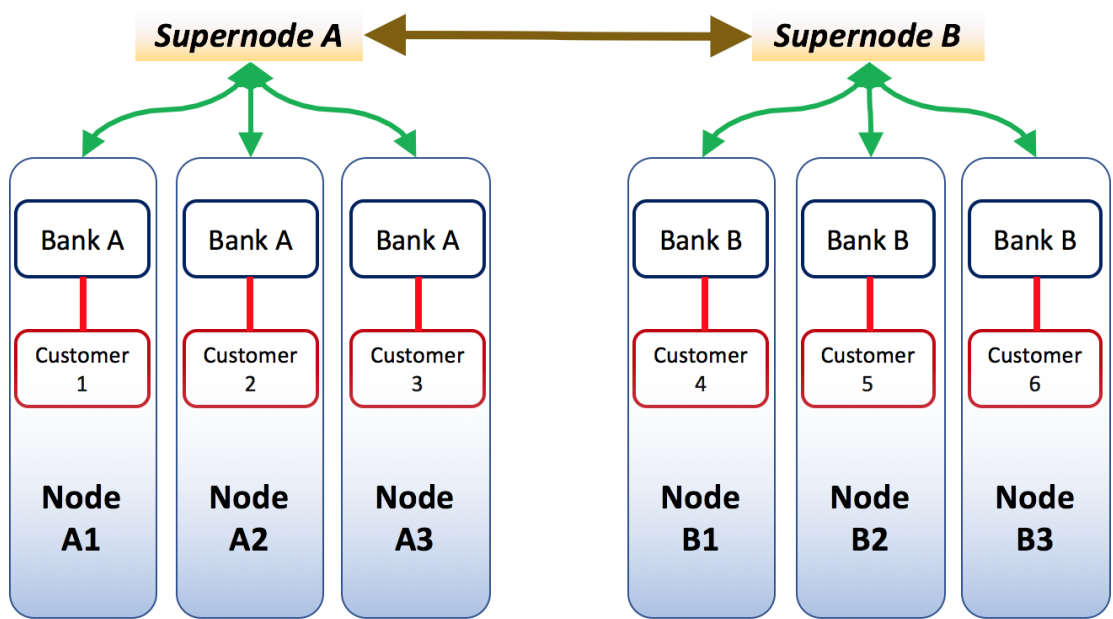 Supernode A
Supernode B
Bank A
Bank A
Bank A
Bank B
Bank B
Bank B
Customer
1
Customer
2
Customer
3
Customer
4
Customer
5
Customer
6
Node
A1
Node
A2
Node
A3
Node
B1
Node
B2
Node
B3